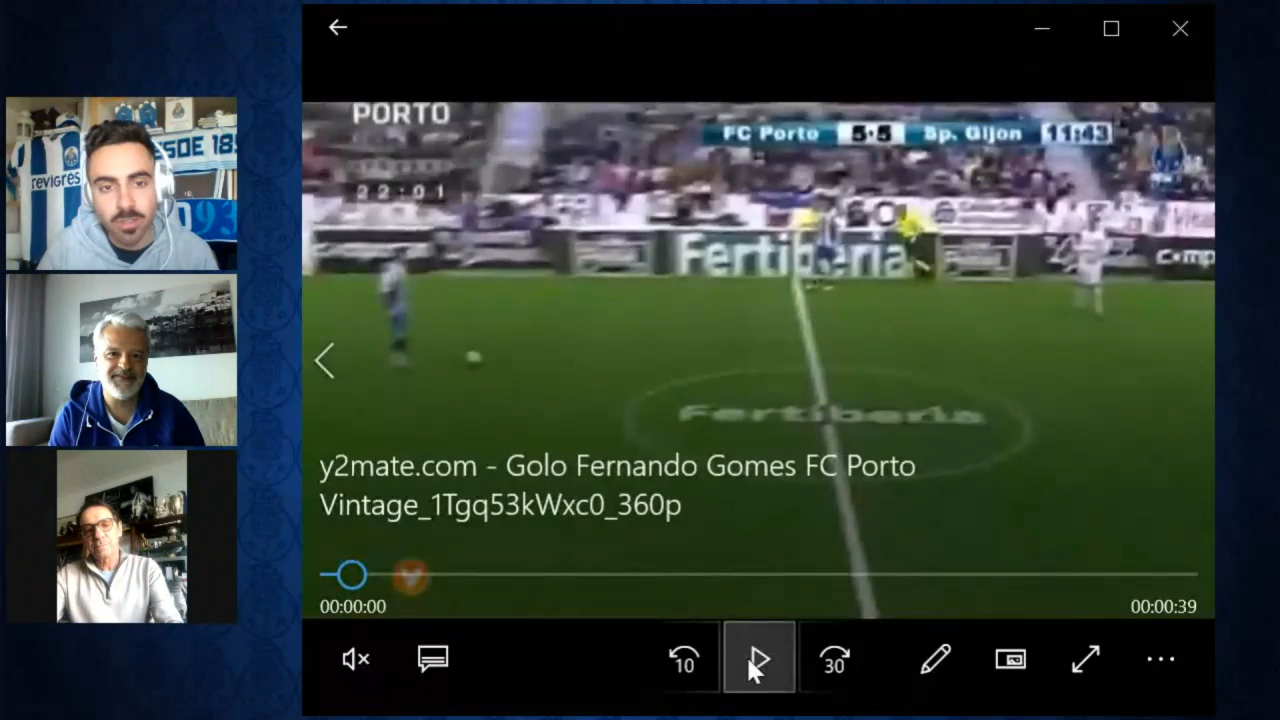 PORTO
22:01
FC Porto 5:5 Sp. Gijon 11:43
Fertiberia
Fertiberia
y2mate.com - Golo Fernando Gomes FC Porto
Vintage_1Tgq53kWxc0_360p
00:00:00
00:00:39
10
30
revigres